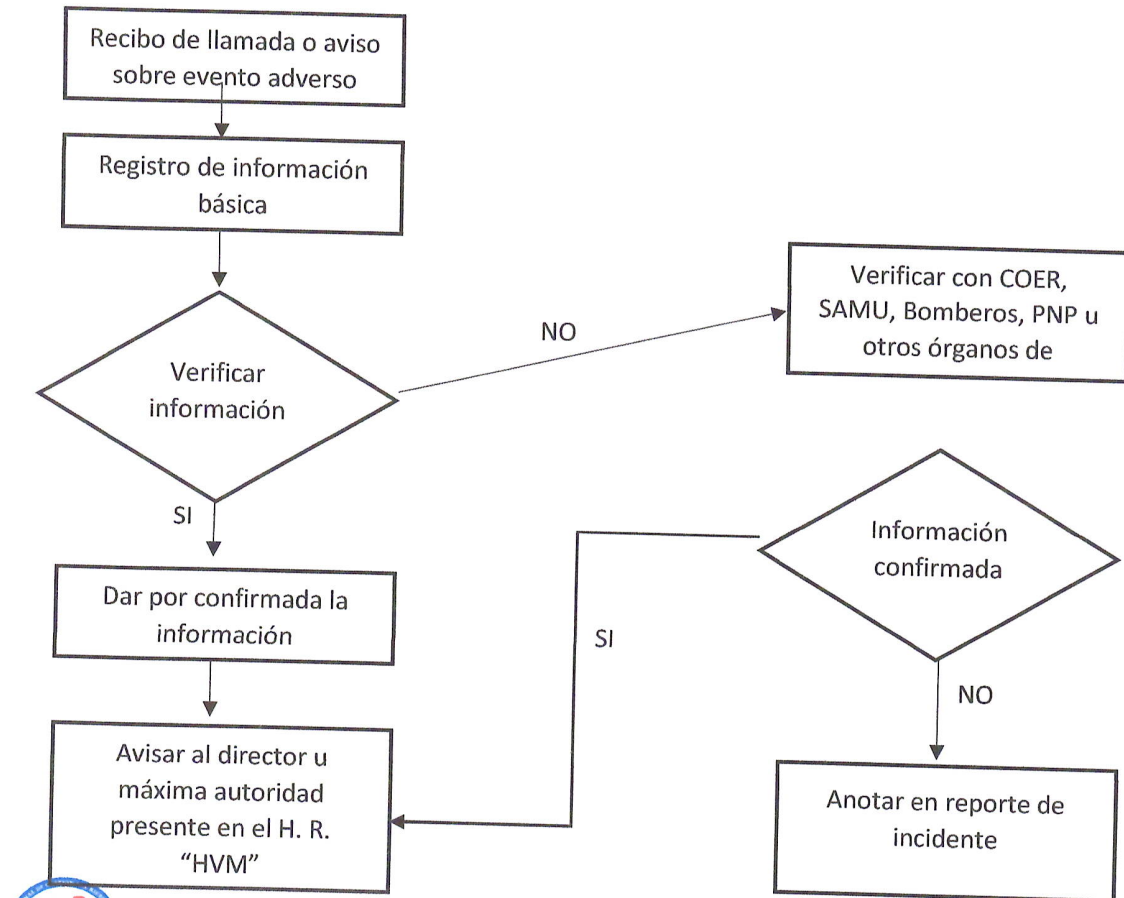 Recibo de llamada o aviso
sobre evento adverso
Registro de información
básica
Verificar
información
NO
Verificar con COER,
SAMU, Bomberos, PNP u
otros órganos de
SI
Dar por confirmada la
información
Información
confirmada
SI
NO
Avisar al director u
máxima autoridad
presente en el H. R.
“HVM”
Anotar en reporte de
incidente